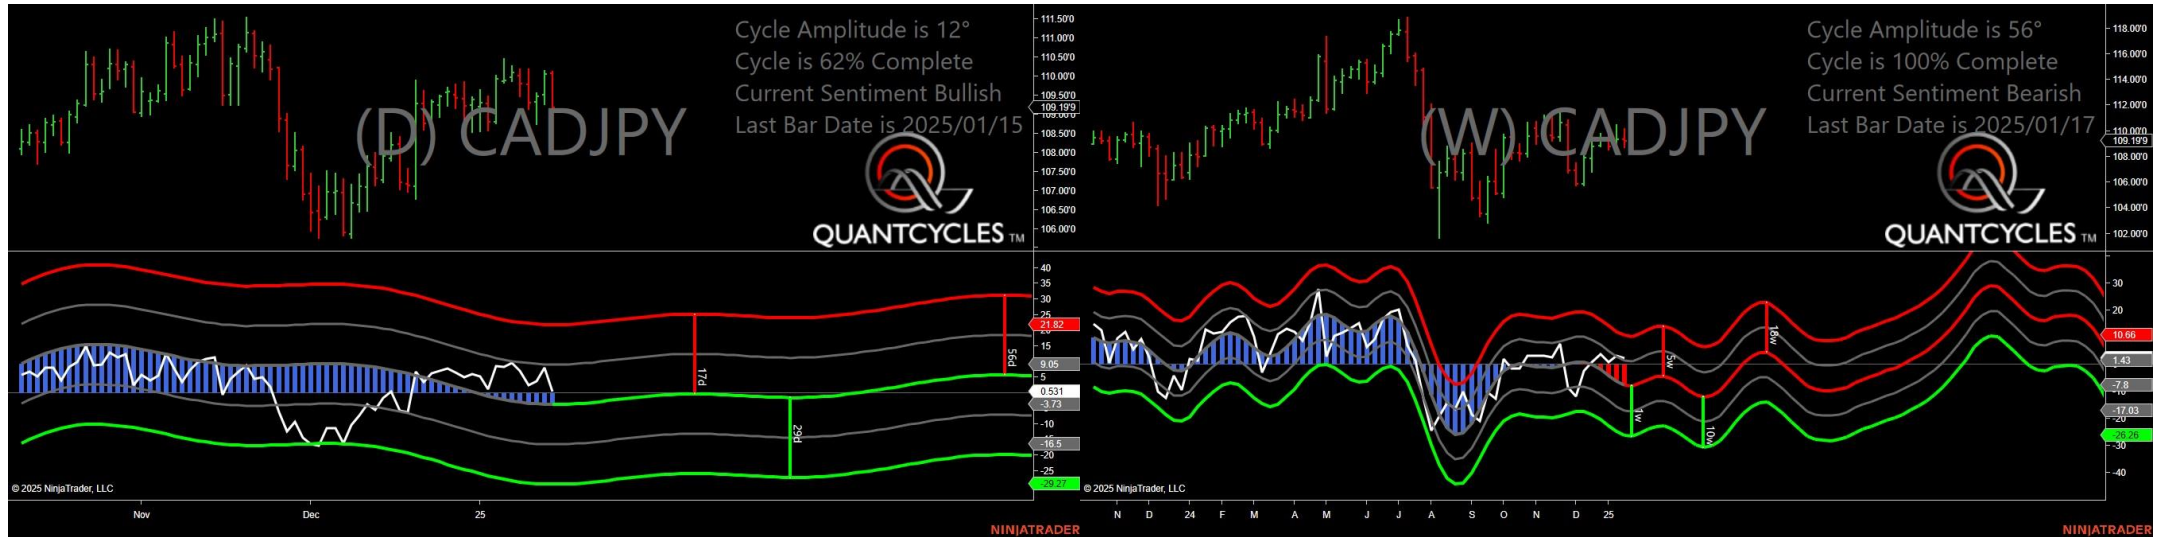 Cycle Amplitude is 12°
Cycle is 62% Complete
Current Sentiment Bullish
Last Bar Date is 2025/01/15
(D) CADJPY
QUANTCYCLES TM
111.50'0
111.00'0
110.50'0
110.00'0
109.50'0
109.19'9
109.00'0
108.50'0
108.00'0
107.50'0
107.00'0
106.50'0
106.00'0
40
35
30
25
21.82
15
9.05
5
0.531
-3.73
-10
-16.5
-20
-25
-29.27
17d
29d
56d
© 2025 NinjaTrader, LLC
Nov
Dec
25
NINJATRADER
Cycle Amplitude is 56°
Cycle is 100% Complete
Current Sentiment Bearish
Last Bar Date is 2025/01/17
(W) CADJPY
QUANTCYCLES TM
118.00'0
116.00'0
114.00'0
112.00'0
110.00'0
109.19'9
108.00'0
106.00'0
104.00'0
102.00'0
30
20
10.66
1.43
-7.8
-17.03
-26.26
-30
-40
1w
5w
10w
18w
© 2025 NinjaTrader, LLC
N D 24 F M A M J J A S O N D 25
NINJATRADER